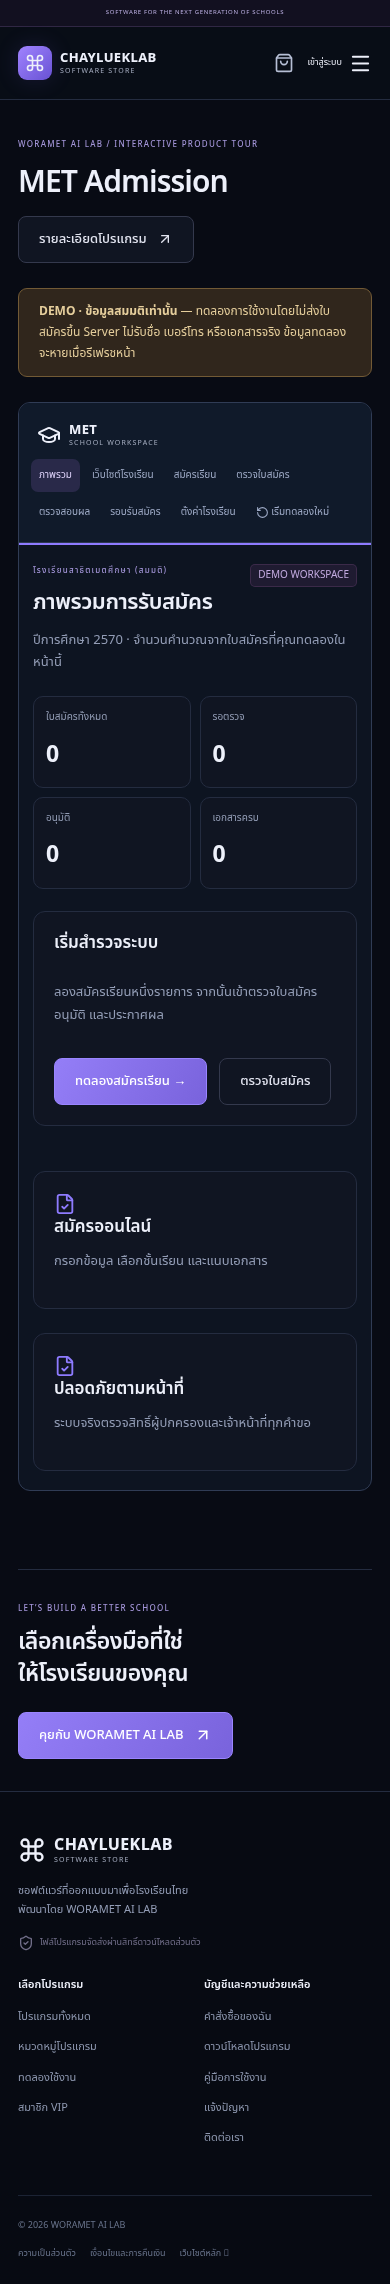 SOFTWARE FOR THE NEXT GENERATION OF SCHOOLS
CHAYLUEKLAB
SOFTWARE STORE
เข้าสู่ระบบ
WORAMET AI LAB / INTERACTIVE PRODUCT TOUR
MET Admission
รายละเอียดโปรแกรม
DEMO · ข้อมูลสมมติเท่านั้น — ทดลองการใช้งานโดยไม่ส่งใบ
สมัครขึ้น Server ไม่รับชื่อ เบอร์โทร หรือเอกสารจริง ข้อมูลทดลอง
จะหายเมื่อรีเฟรชหน้า
MET
SCHOOL WORKSPACE
ภาพรวม เว็บไซต์โรงเรียน สมัครเรียน ตรวจใบสมัคร
ตรวจสอบผล รอบรับสมัคร ตั้งค่าโรงเรียน เริ่มทดลองใหม่
โรงเรียนสาธิตเมตศึกษา (สมมติ)
DEMO WORKSPACE
ภาพรวมการรับสมัคร
ปีการศึกษา 2570 · จำนวนคำนวณจากใบสมัครที่คุณทดลองใน
หน้านี้
ใบสมัครทั้งหมด
0
รอตรวจ
0
อนุมัติ
0
เอกสารครบ
0
เริ่มสำรวจระบบ
ลองสมัครเรียนหนึ่งรายการ จากนั้นเข้าตรวจใบสมัคร
อนุมัติ และประกาศผล
ทดลองสมัครเรียน →
ตรวจใบสมัคร
สมัครออนไลน์
กรอกข้อมูล เลือกชั้นเรียน และแนบเอกสาร
ปลอดภัยตามหน้าที่
ระบบจริงตรวจสิทธิ์ผู้ปกครองและเจ้าหน้าที่ทุกคำขอ
LET'S BUILD A BETTER SCHOOL
เลือกเครื่องมือที่ใช่
ให้โรงเรียนของคุณ
คุยกับ WORAMET AI LAB
CHAYLUEKLAB
SOFTWARE STORE
ซอฟต์แวร์ที่ออกแบบมาเพื่อโรงเรียนไทย
พัฒนาโดย WORAMET AI LAB
ไฟล์โปรแกรมจัดส่งผ่านสิทธิ์ดาวน์โหลดส่วนตัว
เลือกโปรแกรม
โปรแกรมทั้งหมด
หมวดหมู่โปรแกรม
ทดลองใช้งาน
สมาชิก VIP
บัญชีและความช่วยเหลือ
คำสั่งซื้อของฉัน
ดาวน์โหลดโปรแกรม
คู่มือการใช้งาน
แจ้งปัญหา
ติดต่อเรา
© 2026 WORAMET AI LAB
ความเป็นส่วนตัว เงื่อนไขและการคืนเงิน เว็บไซต์หลัก